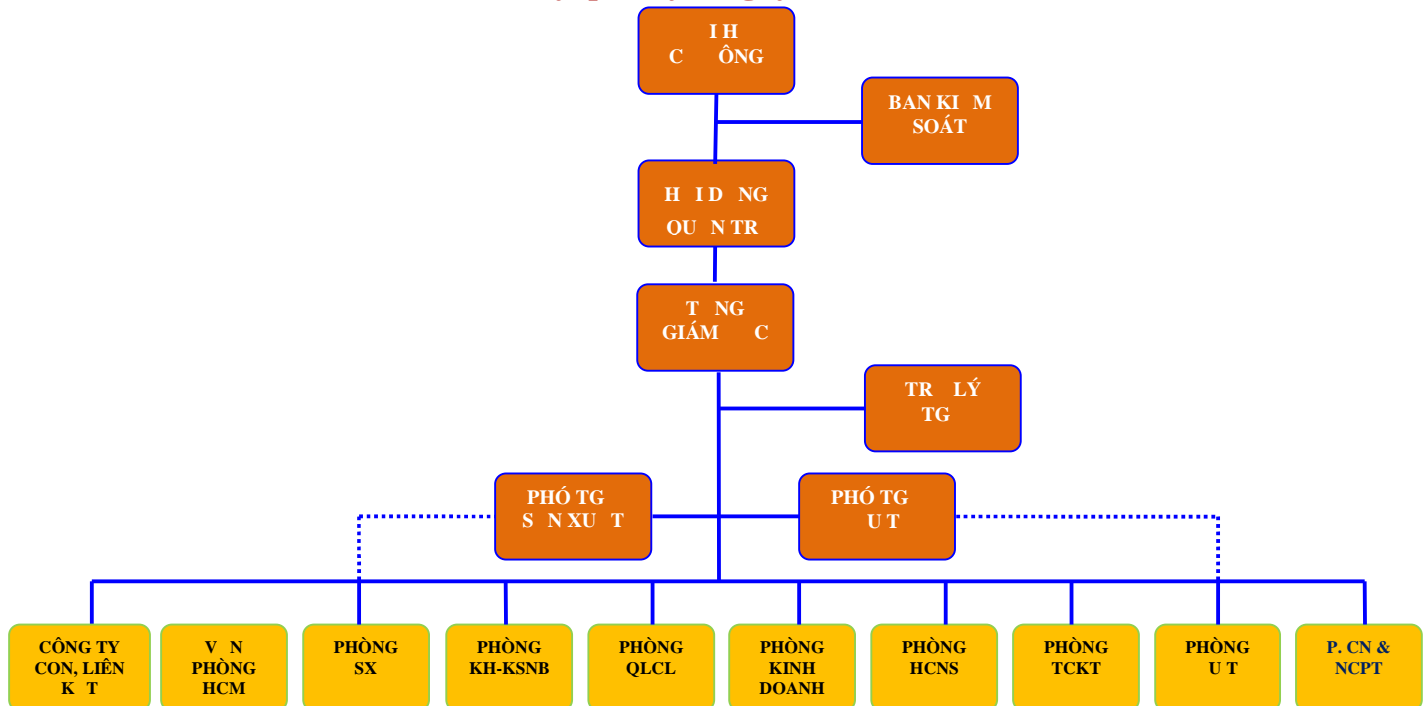 I H
C ÔNG
BAN KI M
SOÁT
H I D NG
OU N TR
T NG
GIÁM C
TR LÝ
TG
PHÓ TG
S N XU T
PHÓ TG
U T
CÔNG TY
CON, LIÊN
K T
V N
PHÒNG
HCM
PHÒNG
SX
PHÒNG
KH-KSNB
PHÒNG
QLCL
PHÒNG
KINH
DOANH
PHÒNG
HCNS
PHÒNG
TCKT
PHÒNG
U T
P. CN &
NCPT